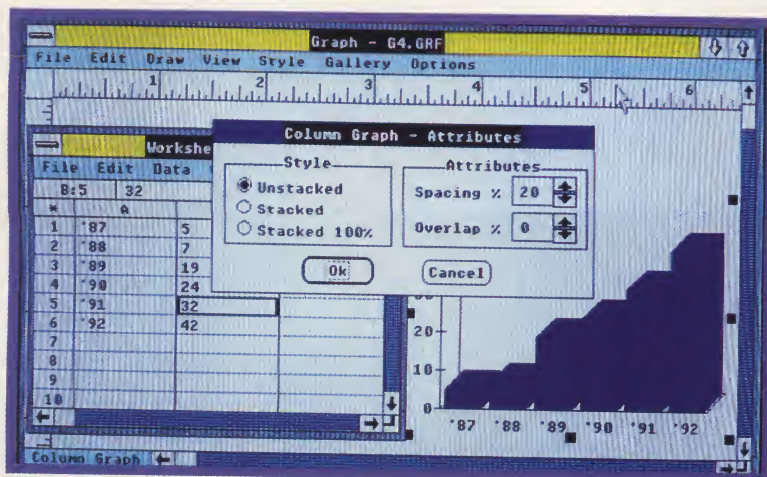 Graph - G4.GRF
File Edit Draw View Style Gallery Options
1 2 3 4 5 6
Column Graph - Attributes
Style
Unstacked
Stacked
Stacked 100%
Attributes
Spacing % 20
Overlap % 0
Ok Cancel
File Edit Data
B:5 32
* A
1 '87 5
2 '88 7
3 '89 19
4 '90 24
5 '91 32
6 '92 42
7
8
9
10
20
10
0
'87 '88 '89 '90 '91 '92
Column Graph